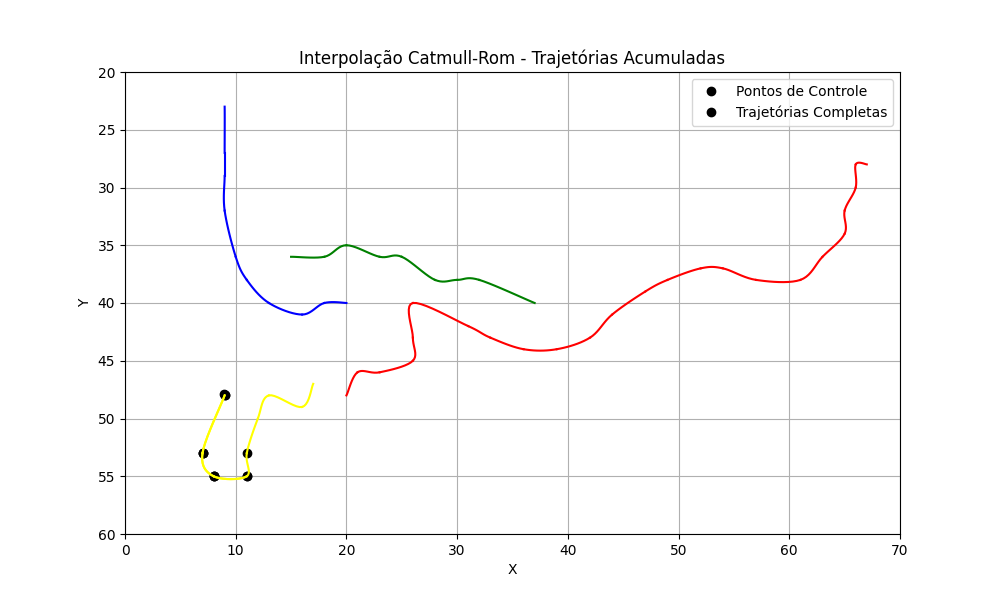 Interpolação Catmull-Rom - Trajetórias Acumuladas
Pontos de Controle
Trajetórias Completas
20
25
30
35
40
45
50
55
60
Y
0 10 20 30 40 50 60 70
X